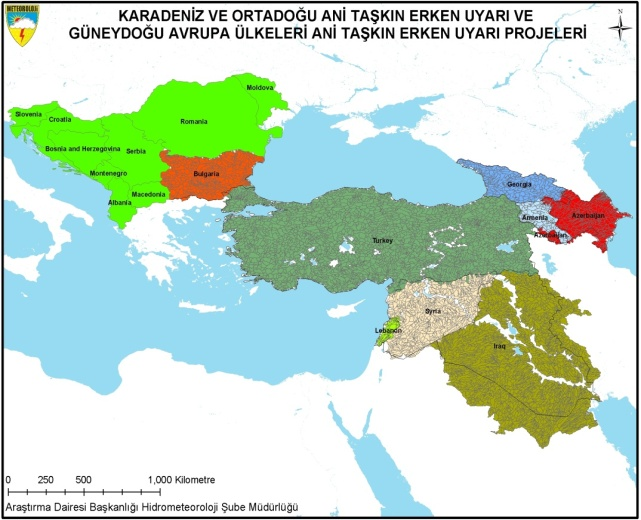 METEOROLOJİ
KARADENİZ VE ORTADOĞU ANİ TAŞKIN ERKEN UYARI VE
GÜNEYDOĞU AVRUPA ÜLKELERİ ANİ TAŞKIN ERKEN UYARI PROJELERİ
N
Moldova
Slovenia
Croatia
Romania
Bosnia and Herzegovina
Serbia
Montenegro
Bulgaria
Macedonia
Albania
Georgia
Armenia
Azerbaijan
Azerbaijan
Turkey
Syria
Lebanon
Iraq
0 250 500 1,000 Kilometre
Araştırma Dairesi Başkanlığı Hidrometeoroloji Şube Müdürlüğü